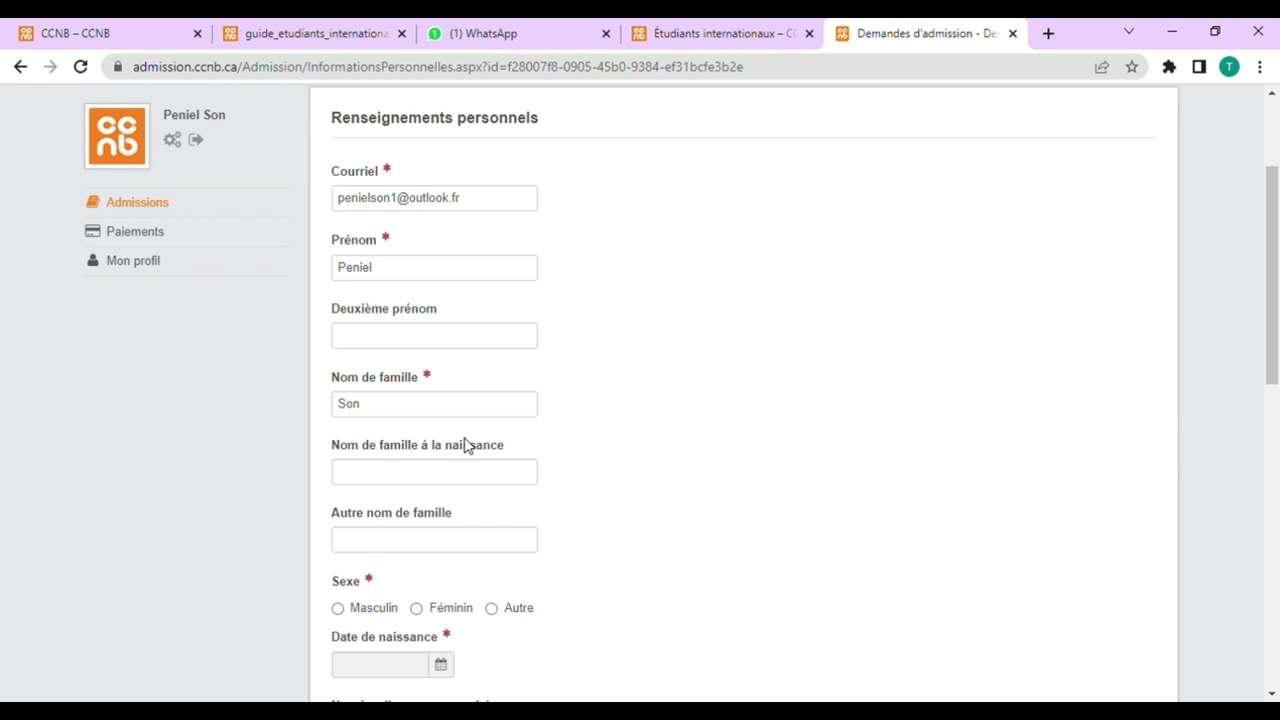 CCNB – CCNB
guide_etudiants_internationa
(1) WhatsApp
Étudiants internationaux – C
Demandes d'admission - De
admission.ccnb.ca/Admission/InformationsPersonnelles.aspx?id=f28007f8-0905-45b0-9384-ef31bcfe3b2e
T
ccnb
Peniel Son
Admissions
Paiements
Mon profil
Renseignements personnels
Courriel *
penielson1@outlook.fr
Prénom *
Peniel
Deuxième prénom
Nom de famille *
Son
Nom de famille à la naissance
Autre nom de famille
Sexe *
Masculin Féminin Autre
Date de naissance *